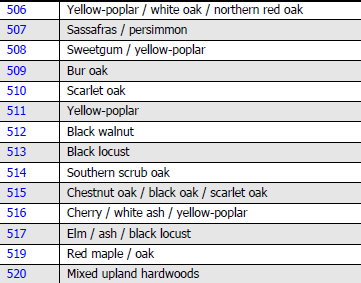 506 Yellow-poplar / white oak / northern red oak
507 Sassafras / persimmon
508 Sweetgum / yellow-poplar
509 Bur oak
510 Scarlet oak
511 Yellow-poplar
512 Black walnut
513 Black locust
514 Southern scrub oak
515 Chestnut oak / black oak / scarlet oak
516 Cherry / white ash / yellow-poplar
517 Elm / ash / black locust
519 Red maple / oak
520 Mixed upland hardwoods